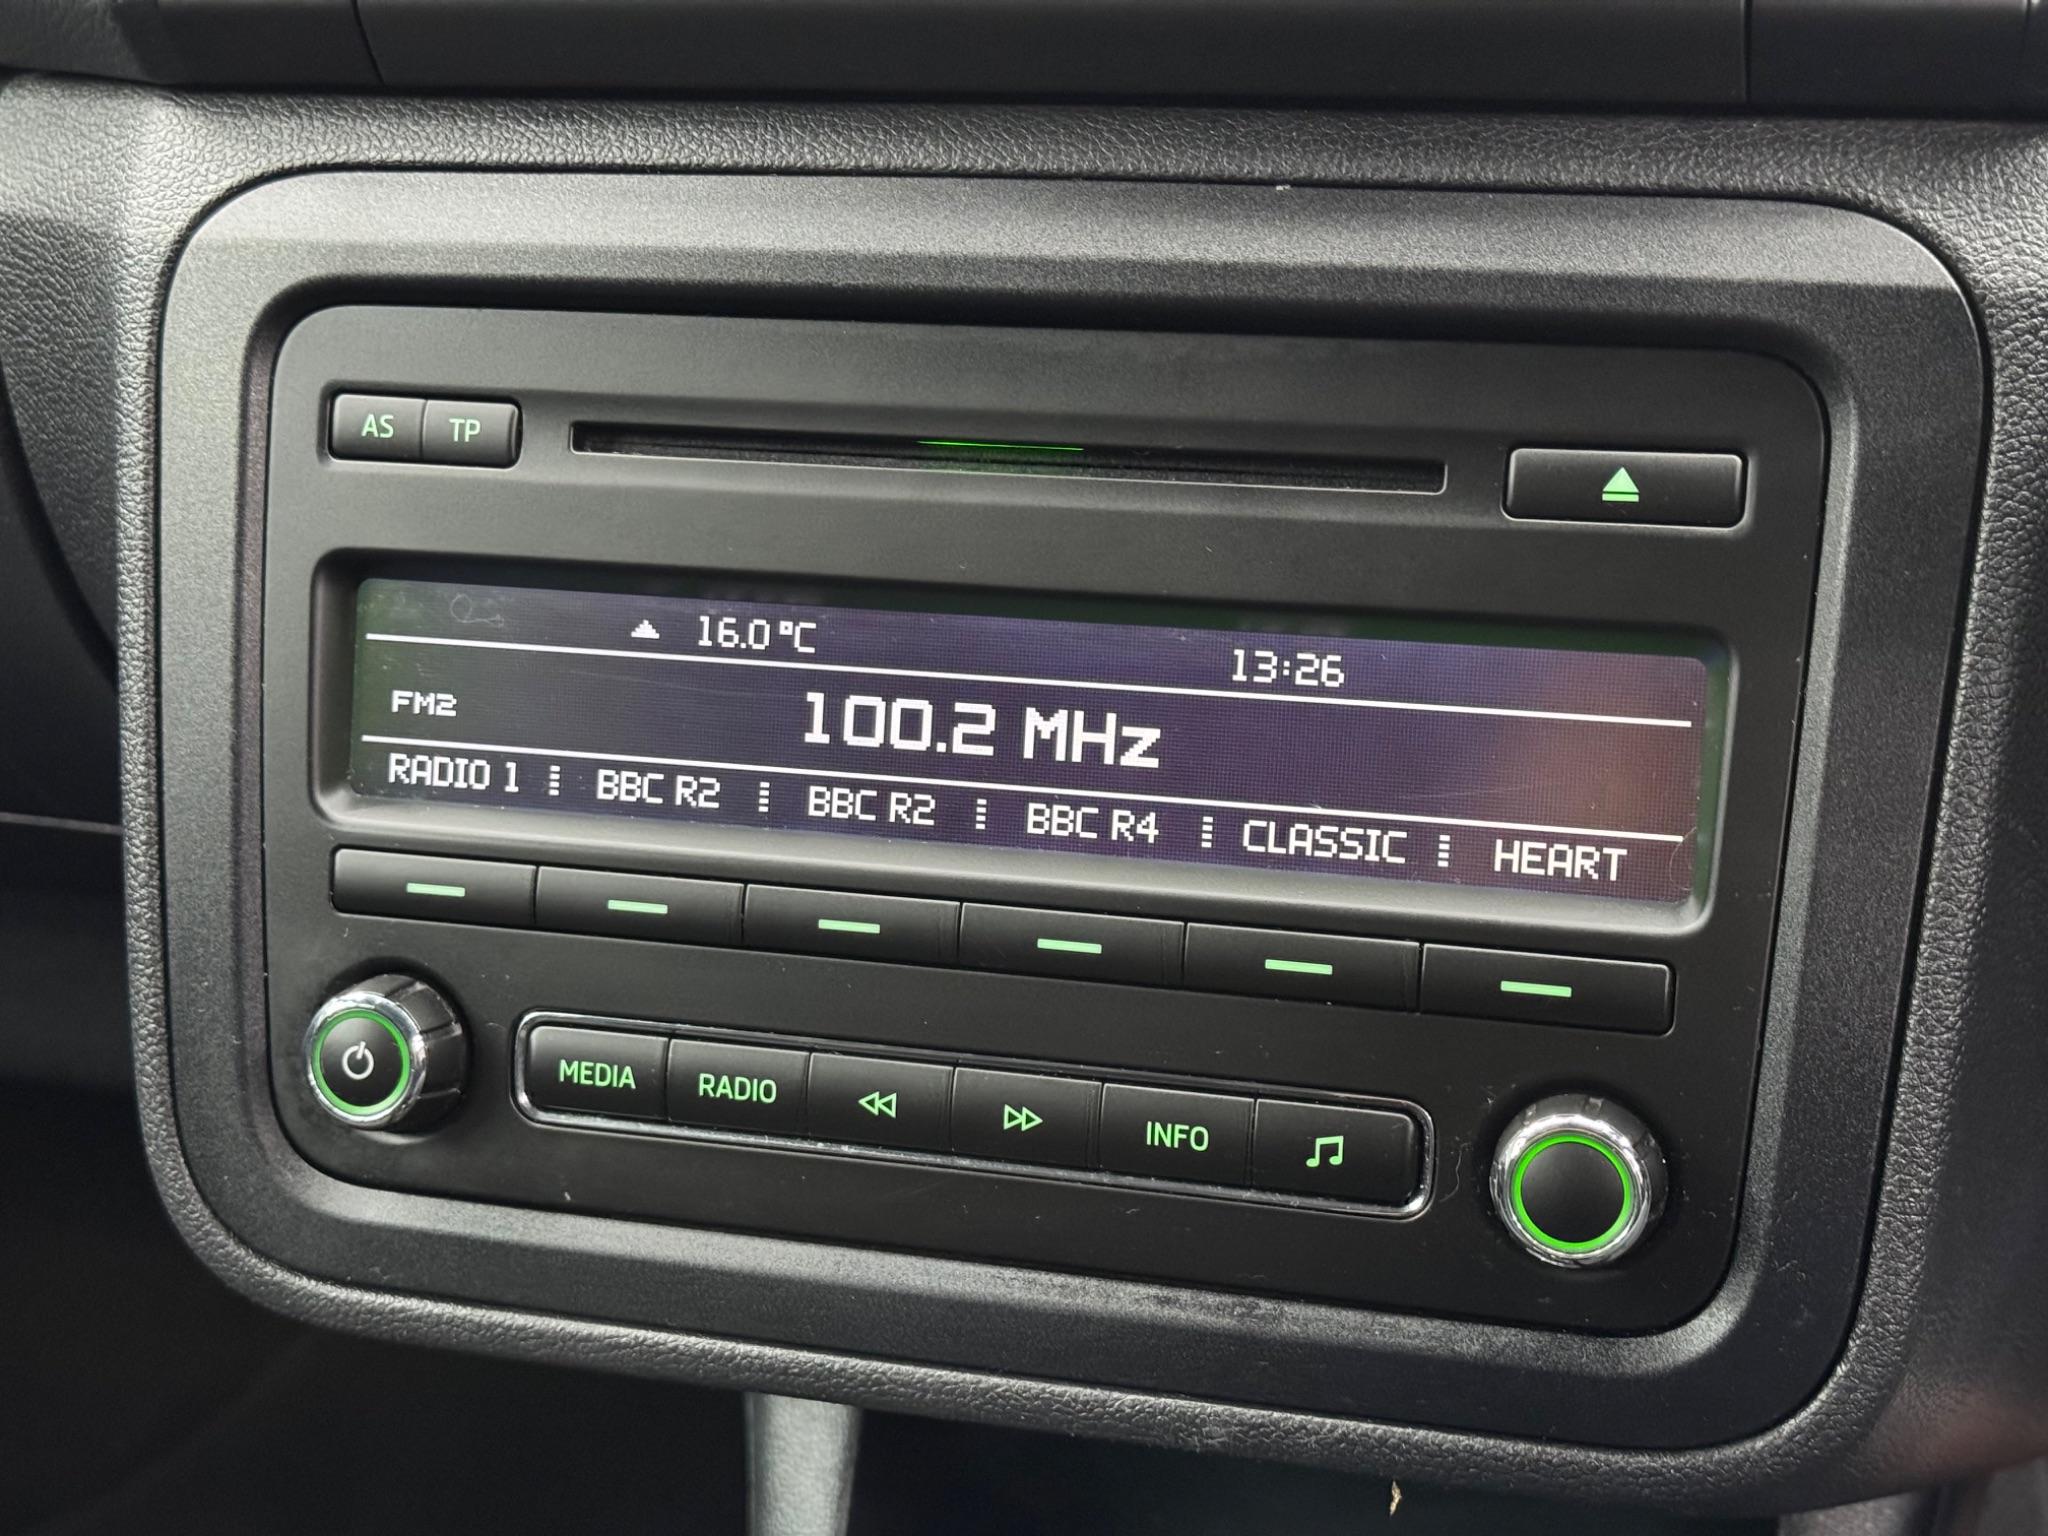 AS TP
16.0 °C 13:26
FM2 100.2 MHz
RADIO 1 BBC R2 BBC R2 BBC R4 CLASSIC HEART
MEDIA RADIO INFO